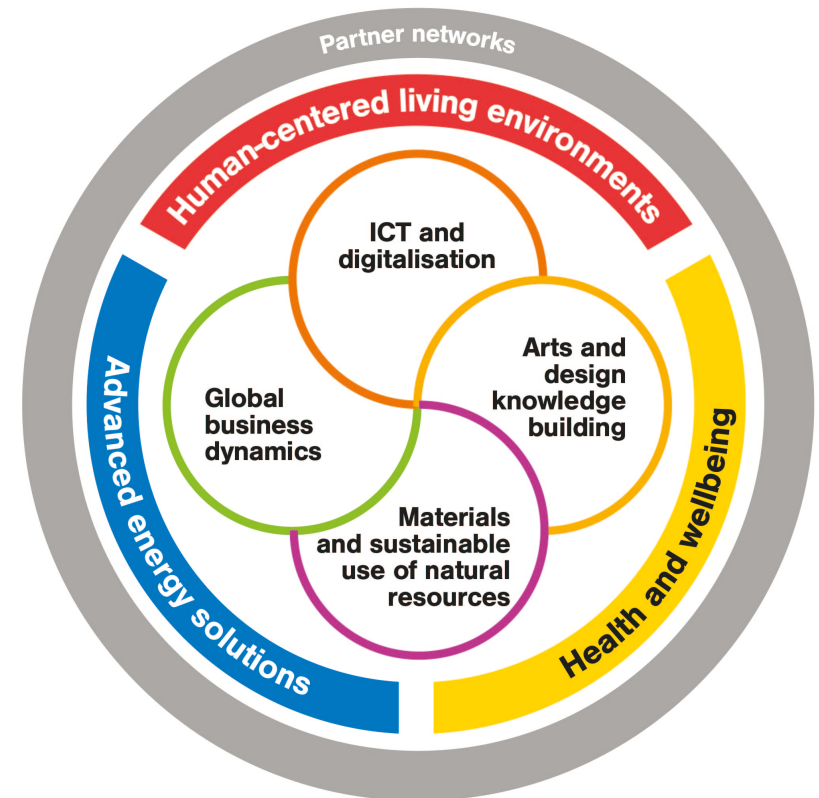 Partner networks
Human-centered living environments
ICT and
digitalisation
Arts and
design
knowledge
building
Global
business
dynamics
Materials
and sustainable
use of natural
resources
Advanced energy solutions
Health and wellbeing